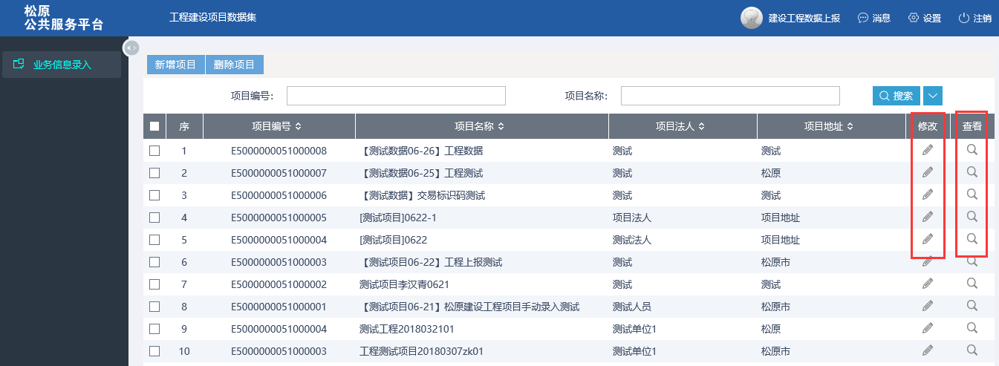 松原
公共服务平台
工程建设项目数据集
建设工程数据上报 消息 设置 注销
业务信息录入
新增项目 删除项目
项目编号： 项目名称： 搜索
序 项目编号 项目名称 项目法人 项目地址 修改 查看
1 E5000000051000008 【测试数据06-26】工程数据 测试 测试
2 E5000000051000007 【测试数据06-25】工程测试 测试 松原
3 E5000000051000006 【测试数据】交易标识码测试 测试 测试
4 E5000000051000005 [测试项目]0622-1 项目法人 项目地址
5 E5000000051000004 [测试项目]0622 测试法人 项目地址
6 E5000000051000003 【测试项目06-22】工程上报测试 测试 松原市
7 E5000000051000002 测试项目李汉青0621 测试 测试
8 E5000000051000001 【测试项目06-21】松原建设工程项目手动录入测试 测试人员 松原市
9 E5000000051000004 测试工程2018032101 测试单位1 松原
10 E5000000051000003 工程测试项目20180307zk01 测试单位1 松原市